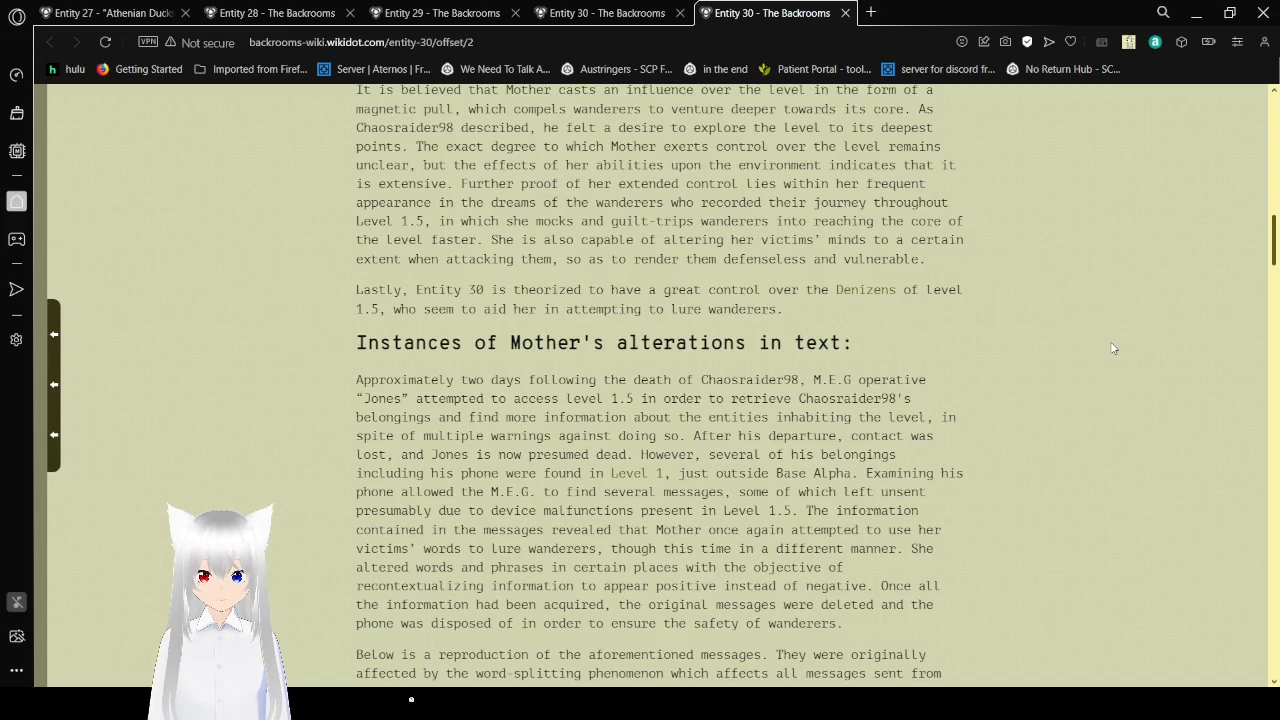 Entity 27 - "Athenian Ducks
Entity 28 - The Backrooms
Entity 29 - The Backrooms
Entity 30 - The Backrooms
Entity 30 - The Backrooms
VPN
Not secure
backrooms-wiki.wikidot.com/entity-30/offset/2
hulu
Getting Started
Imported from Firef...
Server | Aternos | Fr...
We Need To Talk A...
Austringers - SCP F...
in the end
Patient Portal - tool...
server for discord fr...
No Return Hub - SC...
It is believed that Mother casts an influence over the level in the form of a
magnetic pull, which compels wanderers to venture deeper towards its core. As
Chaosraider98 described, he felt a desire to explore the Level to its deepest
points. The exact degree to which Mother exerts control over the level remains
unclear, but the effects of her abilities upon the environment indicates that it
is extensive. Further proof of her extended control lies within her frequent
appearance in the dreams of the wanderers who recorded their journey throughout
Level 1.5, in which she mocks and guilt-trips wanderers into reaching the core of
the level faster. She is also capable of altering her victims' minds to a certain
extent when attacking them, so as to render them defenseless and vulnerable.
Lastly, Entity 30 is theorized to have a great control over the Denizens of level
1.5, who seem to aid her in attempting to lure wanderers.
Instances of Mother's alterations in text:
Approximately two days following the death of Chaosraider98, M.E.G operative
“Jones” attempted to access level 1.5 in order to retrieve Chaosraider98's
belongings and find more information about the entities inhabiting the level, in
spite of multiple warnings against doing so. After his departure, contact was
lost, and Jones is now presumed dead. However, several of his belongings
including his phone were found in Level 1, just outside Base Alpha. Examining his
phone allowed the M.E.G. to find several messages, some of which left unsent
presumably due to device malfunctions present in Level 1.5. The information
contained in the messages revealed that Mother once again attempted to use her
victims’ words to lure wanderers, though this time in a different manner. She
altered words and phrases in certain places with the objective of
recontextualizing information to appear positive instead of negative. Once all
the information had been acquired, the original messages were deleted and the
phone was disposed of in order to ensure the safety of wanderers.
Below is a reproduction of the aforementioned messages. They were originally
affected by the word-splitting phenomenon which affects all messages sent from